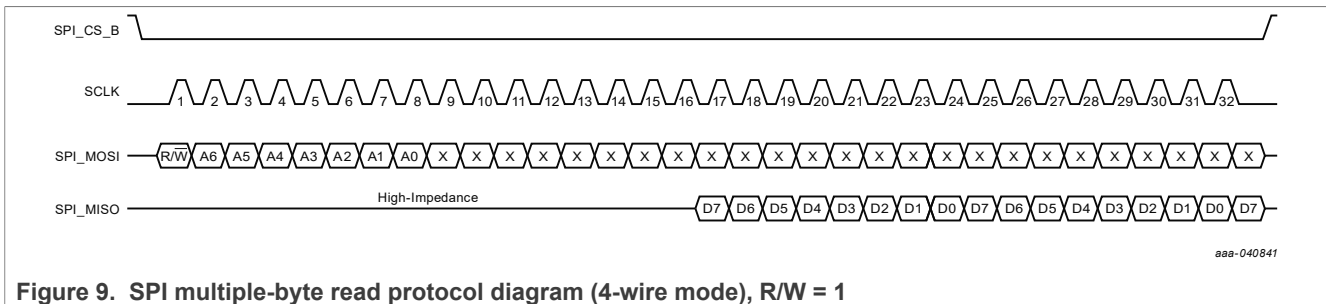 SPI_CS_B
SCLK
1 2 3 4 5 6 7 8 9 10 11 12 13 14 15 16 17 18 19 20 21 22 23 24 25 26 27 28 29 30 31 32
SPI_MOSI R/W̅ A6 A5 A4 A3 A2 A1 A0 X X X X X X X X X X X X X X X X X X X X X X X X X
SPI_MISO High-Impedance D7 D6 D5 D4 D3 D2 D1 D0 D7 D6 D5 D4 D3 D2 D1 D0 D7
aaa-040841
Figure 9. SPI multiple-byte read protocol diagram (4-wire mode), R/W = 1